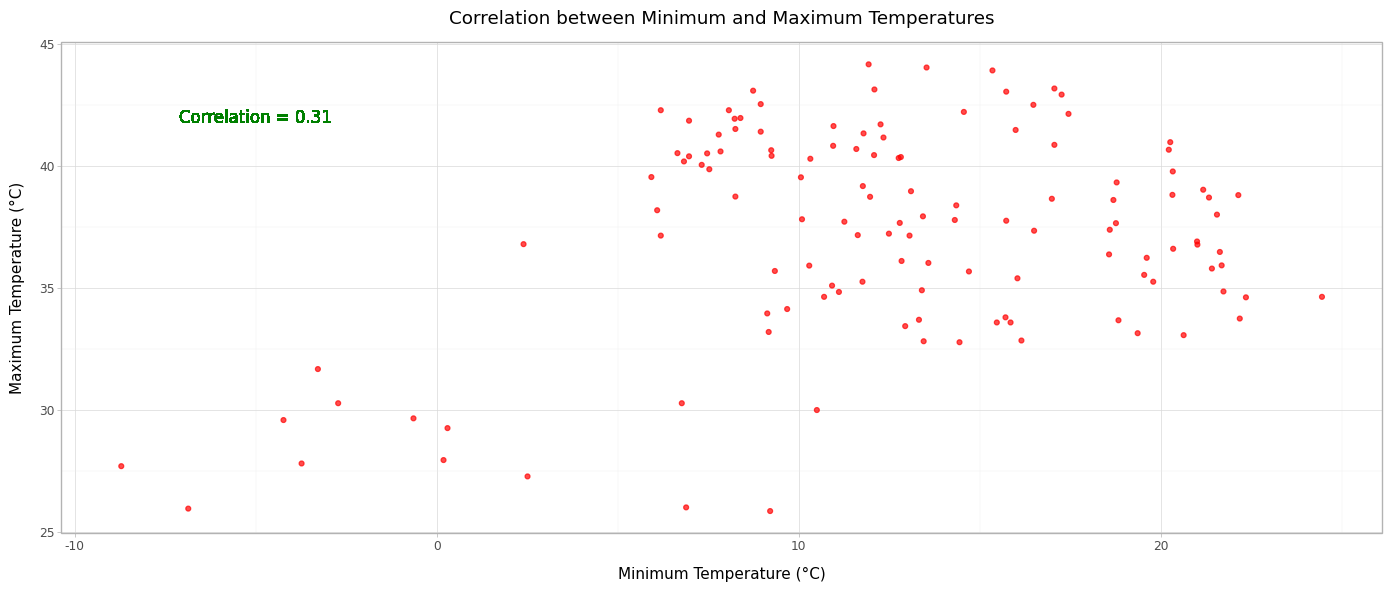 Correlation between Minimum and Maximum Temperatures
45
Correlation = 0.31
40
35
30
25
-10 0 10 20
Minimum Temperature (°C)
Maximum Temperature (°C)